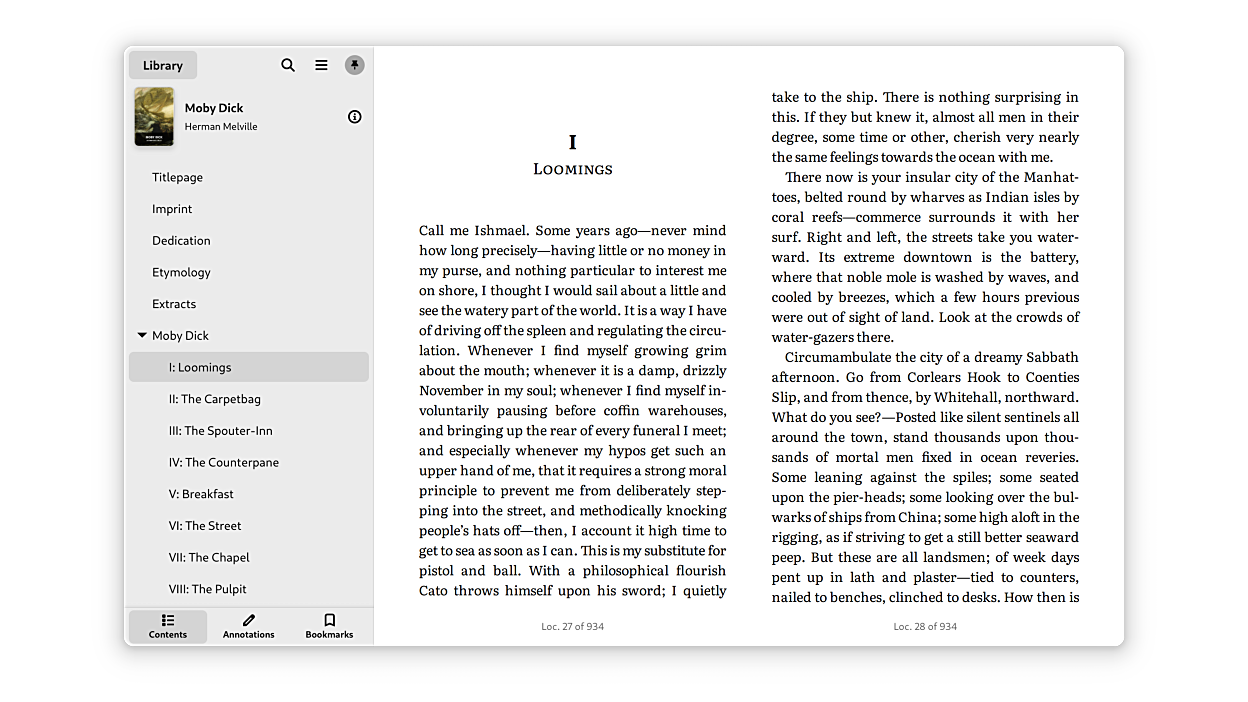 Library
Moby Dick
Herman Melville
Titlepage
Imprint
Dedication
Etymology
Extracts
Moby Dick
I: Loomings
II: The Carpetbag
III: The Spouter-Inn
IV: The Counterpane
V: Breakfast
VI: The Street
VII: The Chapel
VIII: The Pulpit
Contents
Annotations
Bookmarks
I
Loomings
Call me Ishmael. Some years ago—never mind
how long precisely—having little or no money in
my purse, and nothing particular to interest me
on shore, I thought I would sail about a little and
see the watery part of the world. It is a way I have
of driving off the spleen and regulating the circu-
lation. Whenever I find myself growing grim
about the mouth; whenever it is a damp, drizzly
November in my soul; whenever I find myself in-
voluntarily pausing before coffin warehouses,
and bringing up the rear of every funeral I meet;
and especially whenever my hypos get such an
upper hand of me, that it requires a strong moral
principle to prevent me from deliberately step-
ping into the street, and methodically knocking
people's hats off—then, I account it high time to
get to sea as soon as I can. This is my substitute for
pistol and ball. With a philosophical flourish
Cato throws himself upon his sword; I quietly
Loc. 27 of 934
take to the ship. There is nothing surprising in
this. If they but knew it, almost all men in their
degree, some time or other, cherish very nearly
the same feelings towards the ocean with me.
There now is your insular city of the Manhat-
toes, belted round by wharves as Indian isles by
coral reefs—commerce surrounds it with her
surf. Right and left, the streets take you water-
ward. Its extreme downtown is the battery,
where that noble mole is washed by waves, and
cooled by breezes, which a few hours previous
were out of sight of land. Look at the crowds of
water-gazers there.
Circumambulate the city of a dreamy Sabbath
afternoon. Go from Corlears Hook to Coenties
Slip, and from thence, by Whitehall, northward.
What do you see?—Posted like silent sentinels all
around the town, stand thousands upon thou-
sands of mortal men fixed in ocean reveries.
Some leaning against the spiles; some seated
upon the pier-heads; some looking over the bul-
warks of ships from China; some high aloft in the
rigging, as if striving to get a still better seaward
peep. But these are all landsmen; of week days
pent up in lath and plaster—tied to counters,
nailed to benches, clinched to desks. How then is
Loc. 28 of 934